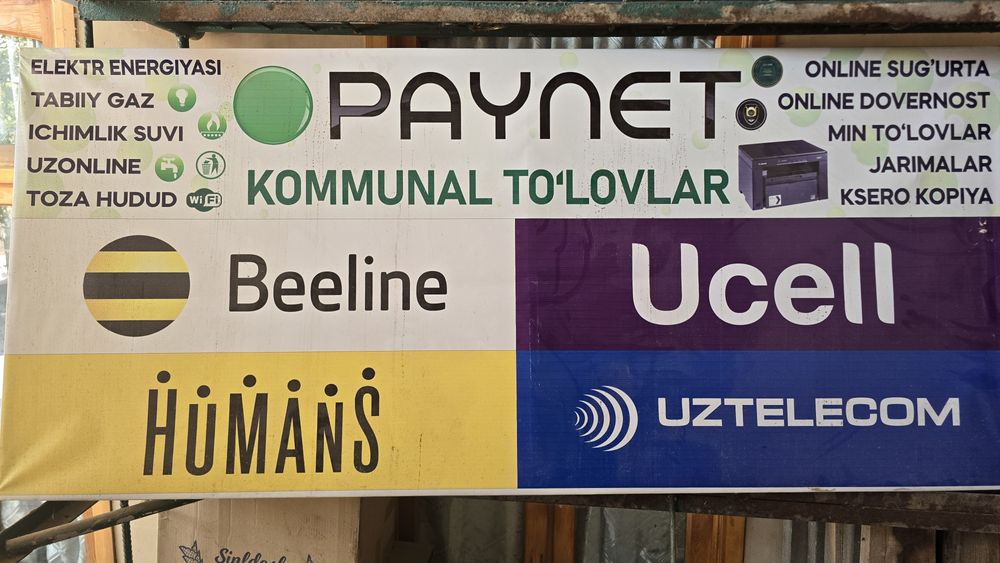 ELEKTR ENERGIYASI
TABIIY GAZ
ICHIMLIK SUVI
UZONLINE
TOZA HUDUD
WiFi
PAYNET
KOMMUNAL TO‘LOVLAR
ONLINE SUG’URTA
ONLINE DOVERNOST
MIN TO‘LOVLAR
JARIMALAR
KSERO KOPIYA
Beeline
Ucell
HUMANS
UZTELECOM